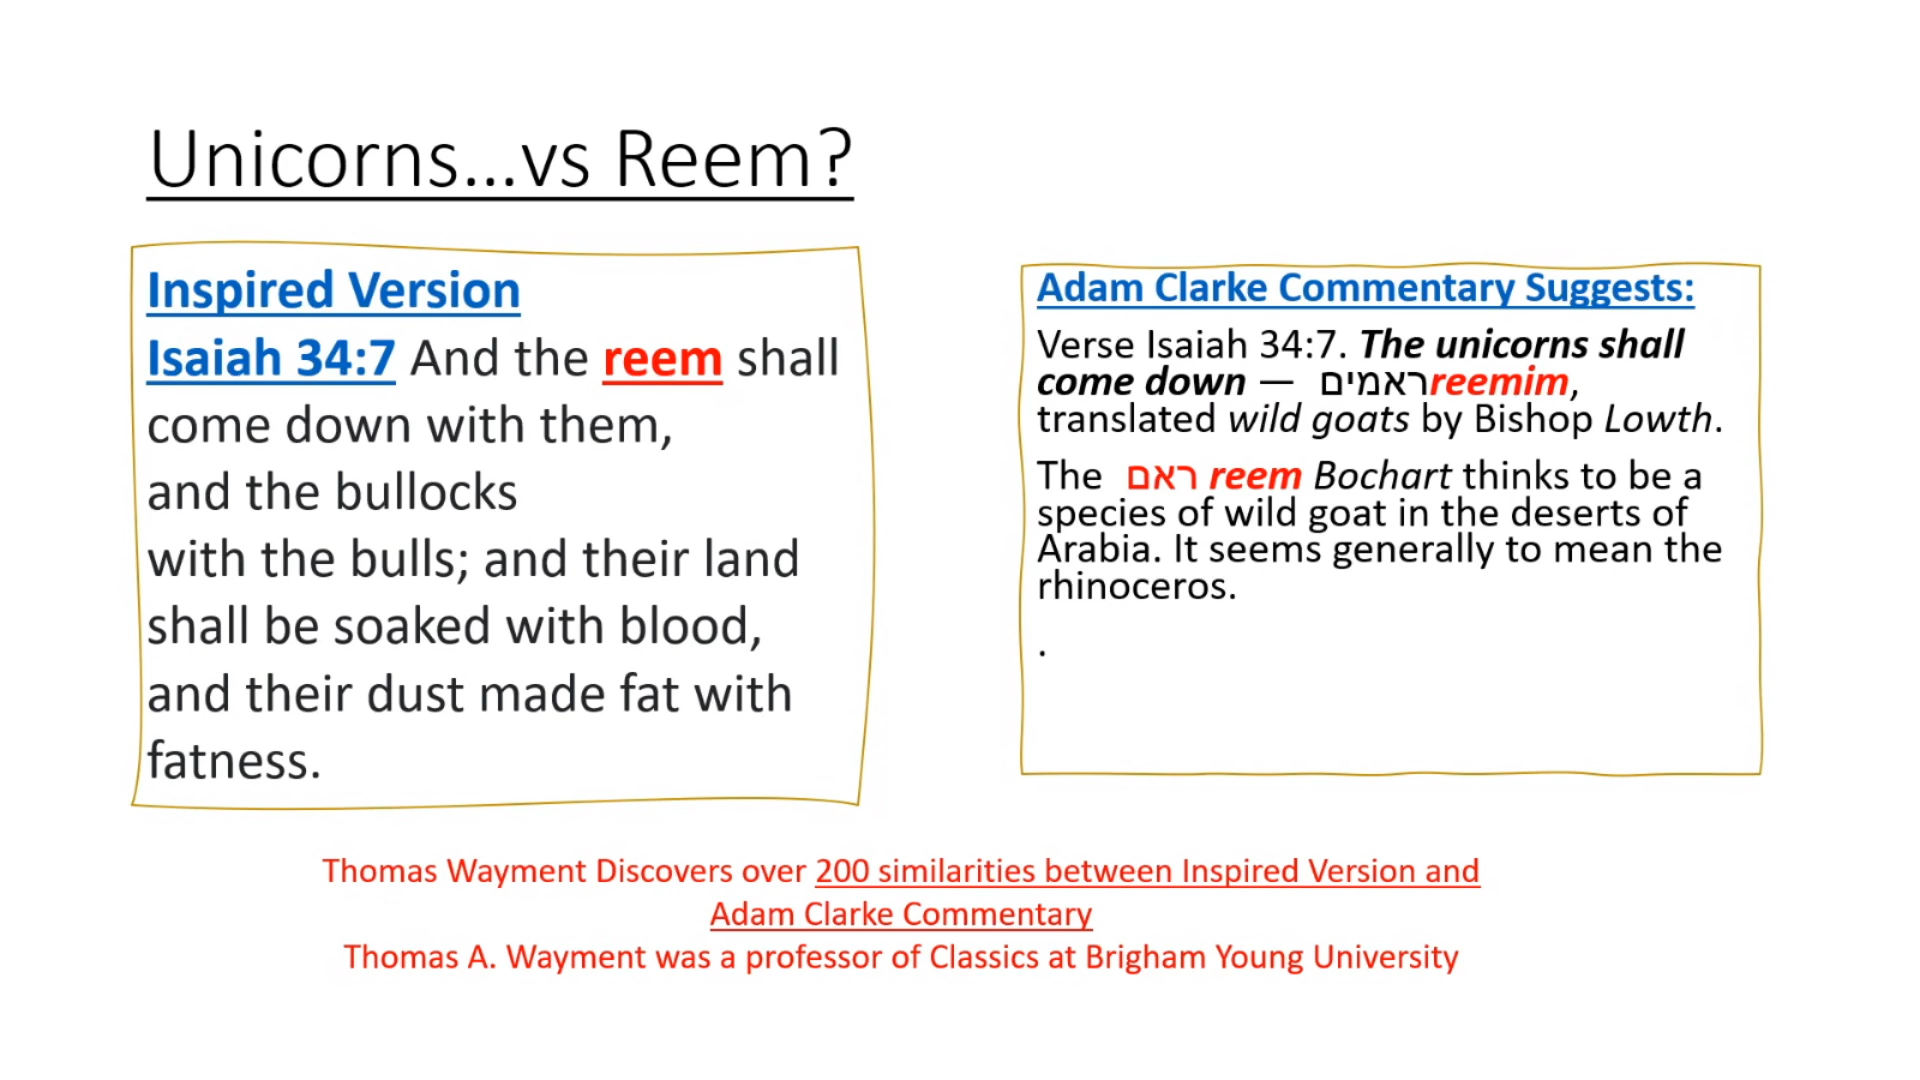 Unicorns...vs Reem?
Inspired Version
Isaiah 34:7 And the reem shall
come down with them,
and the bullocks
with the bulls; and their land
shall be soaked with blood,
and their dust made fat with
fatness.
Adam Clarke Commentary Suggests:
Verse Isaiah 34:7. The unicorns shall
come down — ראמים reemim,
translated wild goats by Bishop Lowth.
The ראם reem Bochart thinks to be a
species of wild goat in the deserts of
Arabia. It seems generally to mean the
rhinoceros.
.
Thomas Wayment Discovers over 200 similarities between Inspired Version and
Adam Clarke Commentary
Thomas A. Wayment was a professor of Classics at Brigham Young University